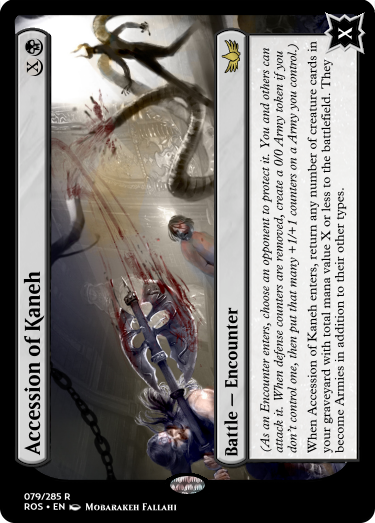 Accession of Kaneh X
Battle — Encounter
(As an Encounter enters, choose an opponent to protect it. You and others can
attack it. When defense counters are removed, create a 0/0 Army token if you
don't control one, then put that many +1/+1 counters on a Army you control.)
When Accession of Kaneh enters, return any number of creature cards in
your graveyard with total mana value X or less to the battlefield. They
become Armies in addition to their other types.
X
079/285 R
ROS • EN Mobarakeh Fallahi